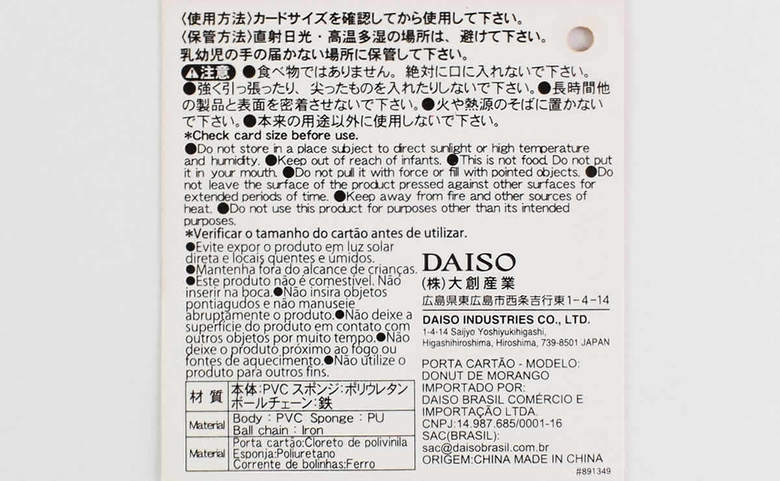 〈使用方法〉カードサイズを確認してから使用して下さい。
〈保管方法〉直射日光・高温多湿の場所は、避けて下さい。
乳幼児の手の届かない場所に保管して下さい。
⚠注意 ●食べ物ではありません。絶対に口に入れないで下さい。
●強く引っ張ったり、尖ったものを入れたりしないで下さい。●長時間他
の製品と表面を密着させないで下さい。●火や熱源のそばに置かない
で下さい。●本来の用途以外に使用しないで下さい。
*Check card size before use.
●Do not store in a place subject to direct sunlight or high temperature
and humidity. ●Keep out of reach of infants. ●This is not food. Do not put
it in your mouth. ●Do not pull it with force or fill with pointed objects. ●Do
not leave the surface of the product pressed against other surfaces for
extended periods of time. ●Keep away from fire and other sources of
heat. ●Do not use this product for purposes other than its intended
purposes.
*Verificar o tamanho do cartão antes de utilizar.
●Evite expor o produto em luz solar
direta e locais quentes e úmidos.
●Mantenha fora do alcance de crianças.
●Este produto não é comestível. Não
inserir na boca.●Não insira objetos
pontiagudos e não manuseie
abruptamente o produto.●Não deixe a
superfície do produto em contato com
outros objetos por muito tempo.●Não
deixe o produto próximo ao fogo ou
fontes de aquecimento.●Não utilize o
produto para outros fins.
DAISO
(株)大創産業
広島県東広島市西条吉行東1-4-14
DAISO INDUSTRIES CO., LTD.
1-4-14 Saijyo Yoshiyukihigashi,
Higashihiroshima, Hiroshima, 739-8501 JAPAN
PORTA CARTÃO - MODELO:
DONUT DE MORANGO
IMPORTADO POR:
DAISO BRASIL COMÉRCIO E
IMPORTAÇÃO LTDA.
CNPJ:14.987.685/0001-16
SAC(BRASIL):
sac@daisobrasil.com.br
ORIGEM:CHINA MADE IN CHINA
#891349
材質 本体:PVC スポンジ:ポリウレタン
ボールチェーン:鉄
Material Body : PVC Sponge : PU
Ball chain : Iron
Material Porta cartão:Cloreto de polivinila
Esponja:Poliuretano
Corrente de bolinhas:Ferro